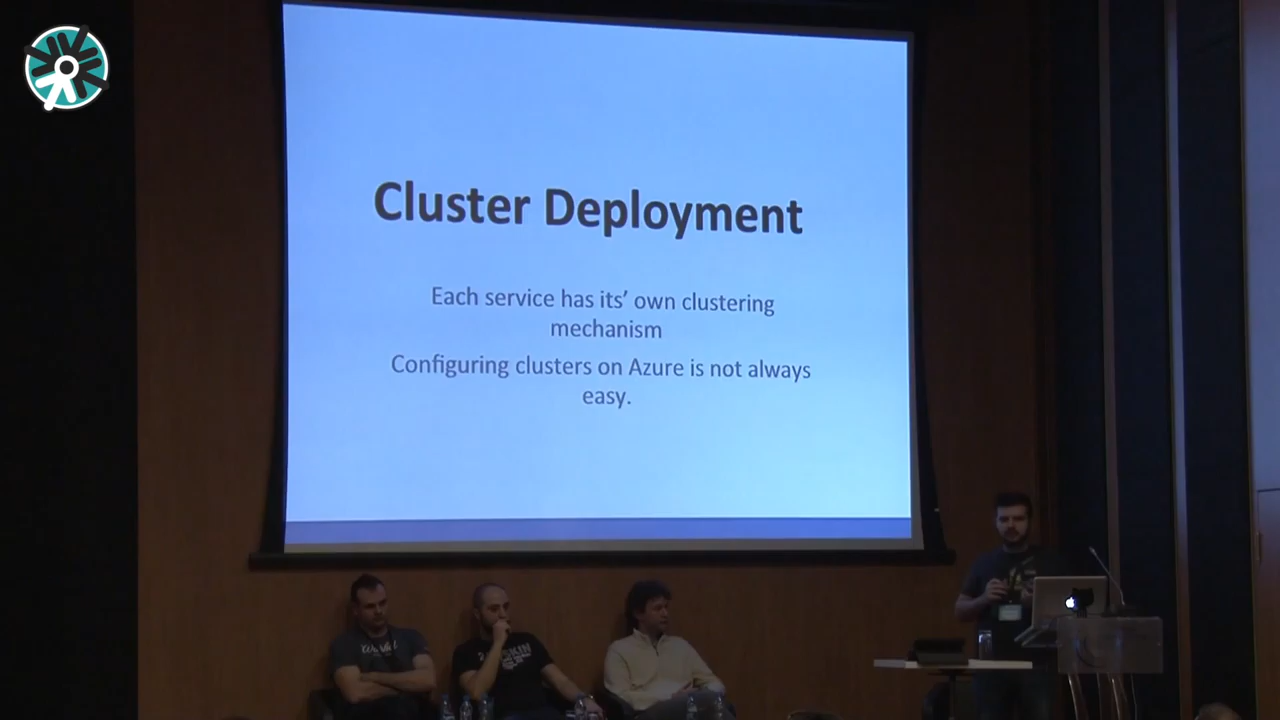 Cluster Deployment
Each service has its’ own clustering
mechanism
Configuring clusters on Azure is not always
easy.